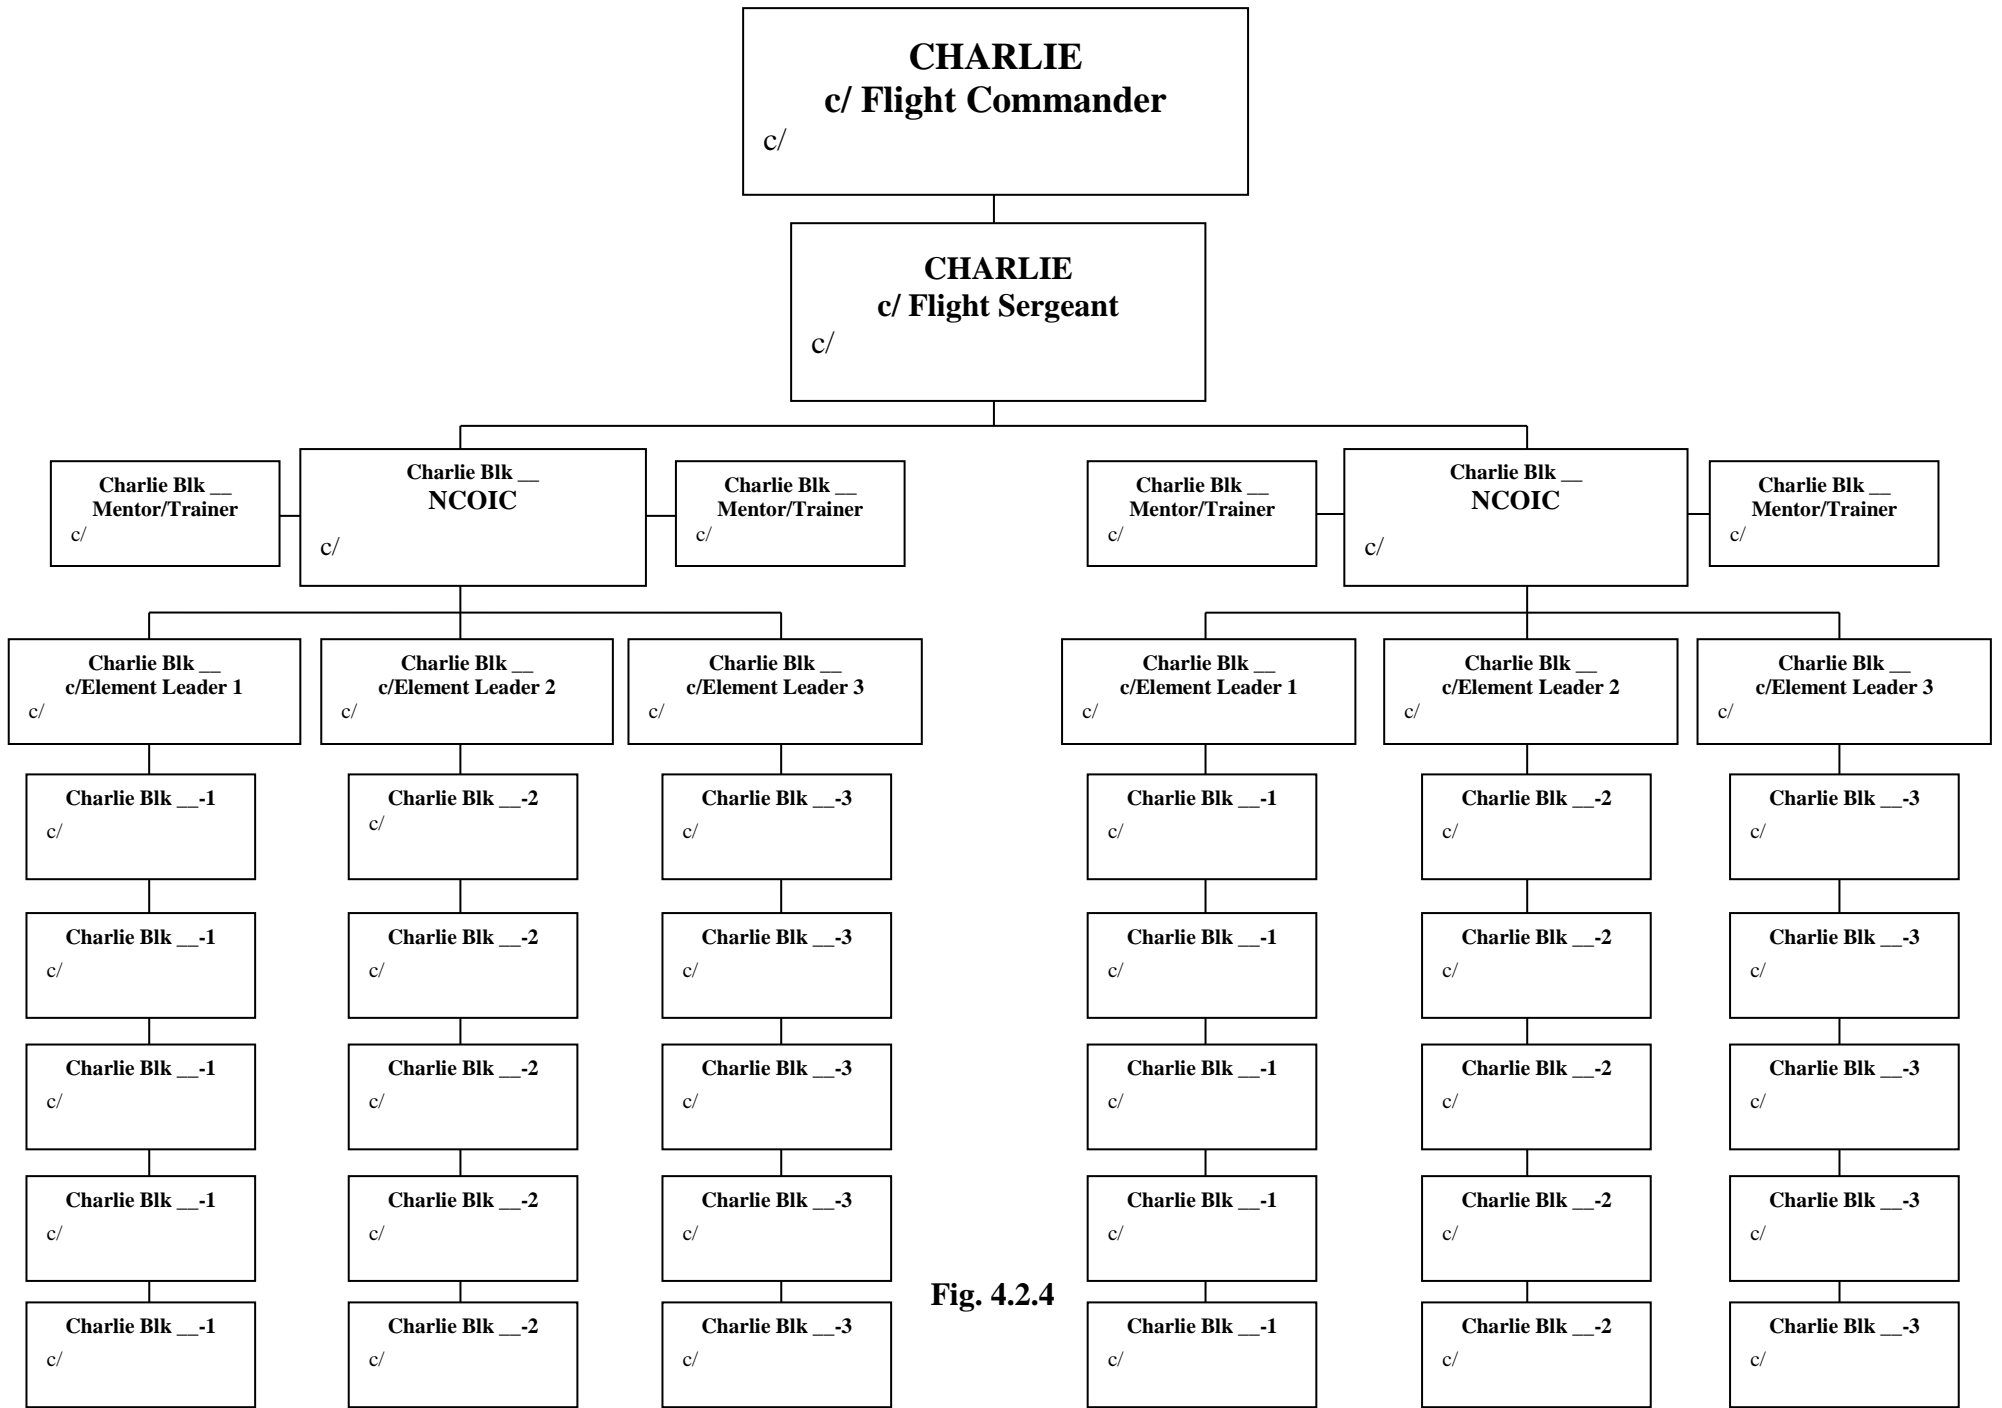 CHARLIE
c/ Flight Commander
c/
CHARLIE
c/ Flight Sergeant
c/
Charlie Blk __
Mentor/Trainer
c/
Charlie Blk __
NCOIC
c/
Charlie Blk __
Mentor/Trainer
c/
Charlie Blk __
Mentor/Trainer
c/
Charlie Blk __
NCOIC
c/
Charlie Blk __
Mentor/Trainer
c/
Charlie Blk __
c/Element Leader 1
c/
Charlie Blk __
c/Element Leader 2
c/
Charlie Blk __
c/Element Leader 3
c/
Charlie Blk __
c/Element Leader 1
c/
Charlie Blk __
c/Element Leader 2
c/
Charlie Blk __
c/Element Leader 3
c/
Charlie Blk __-1
c/
Charlie Blk __-2
c/
Charlie Blk __-3
c/
Charlie Blk __-1
c/
Charlie Blk __-2
c/
Charlie Blk __-3
c/
Charlie Blk __-1
c/
Charlie Blk __-2
c/
Charlie Blk __-3
c/
Charlie Blk __-1
c/
Charlie Blk __-2
c/
Charlie Blk __-3
c/
Charlie Blk __-1
c/
Charlie Blk __-2
c/
Charlie Blk __-3
c/
Charlie Blk __-1
c/
Charlie Blk __-2
c/
Charlie Blk __-3
c/
Charlie Blk __-1
c/
Charlie Blk __-2
c/
Charlie Blk __-3
c/
Charlie Blk __-1
c/
Charlie Blk __-2
c/
Charlie Blk __-3
c/
Fig. 4.2.4
Charlie Blk __-1
c/
Charlie Blk __-2
c/
Charlie Blk __-3
c/
Charlie Blk __-1
c/
Charlie Blk __-2
c/
Charlie Blk __-3
c/